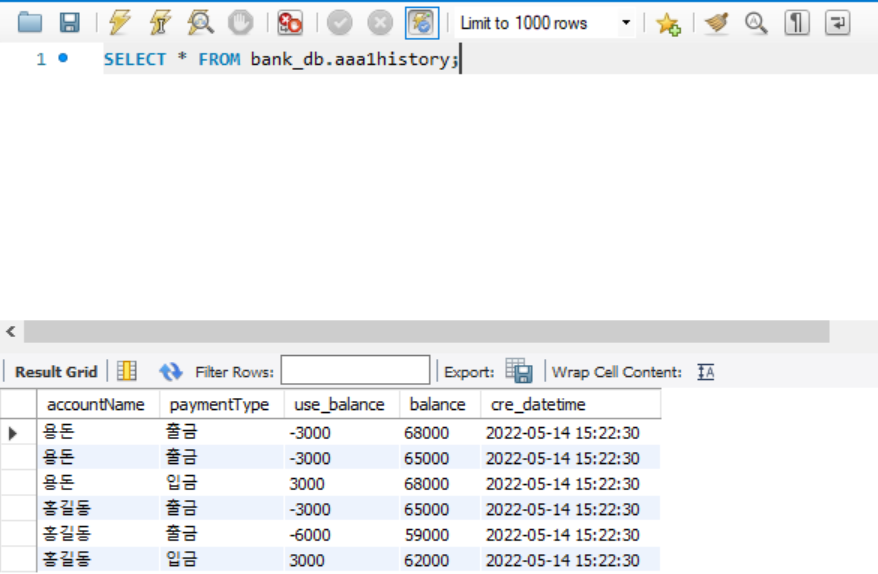 Limit to 1000 rows
1 SELECT * FROM bank_db.aaa1history;
Result Grid Filter Rows: Export: Wrap Cell Content:
accountName paymentType use_balance balance cre_datetime
용돈 출금 -3000 68000 2022-05-14 15:22:30
용돈 출금 -3000 65000 2022-05-14 15:22:30
용돈 입금 3000 68000 2022-05-14 15:22:30
홍길동 출금 -3000 65000 2022-05-14 15:22:30
홍길동 출금 -6000 59000 2022-05-14 15:22:30
홍길동 입금 3000 62000 2022-05-14 15:22:30